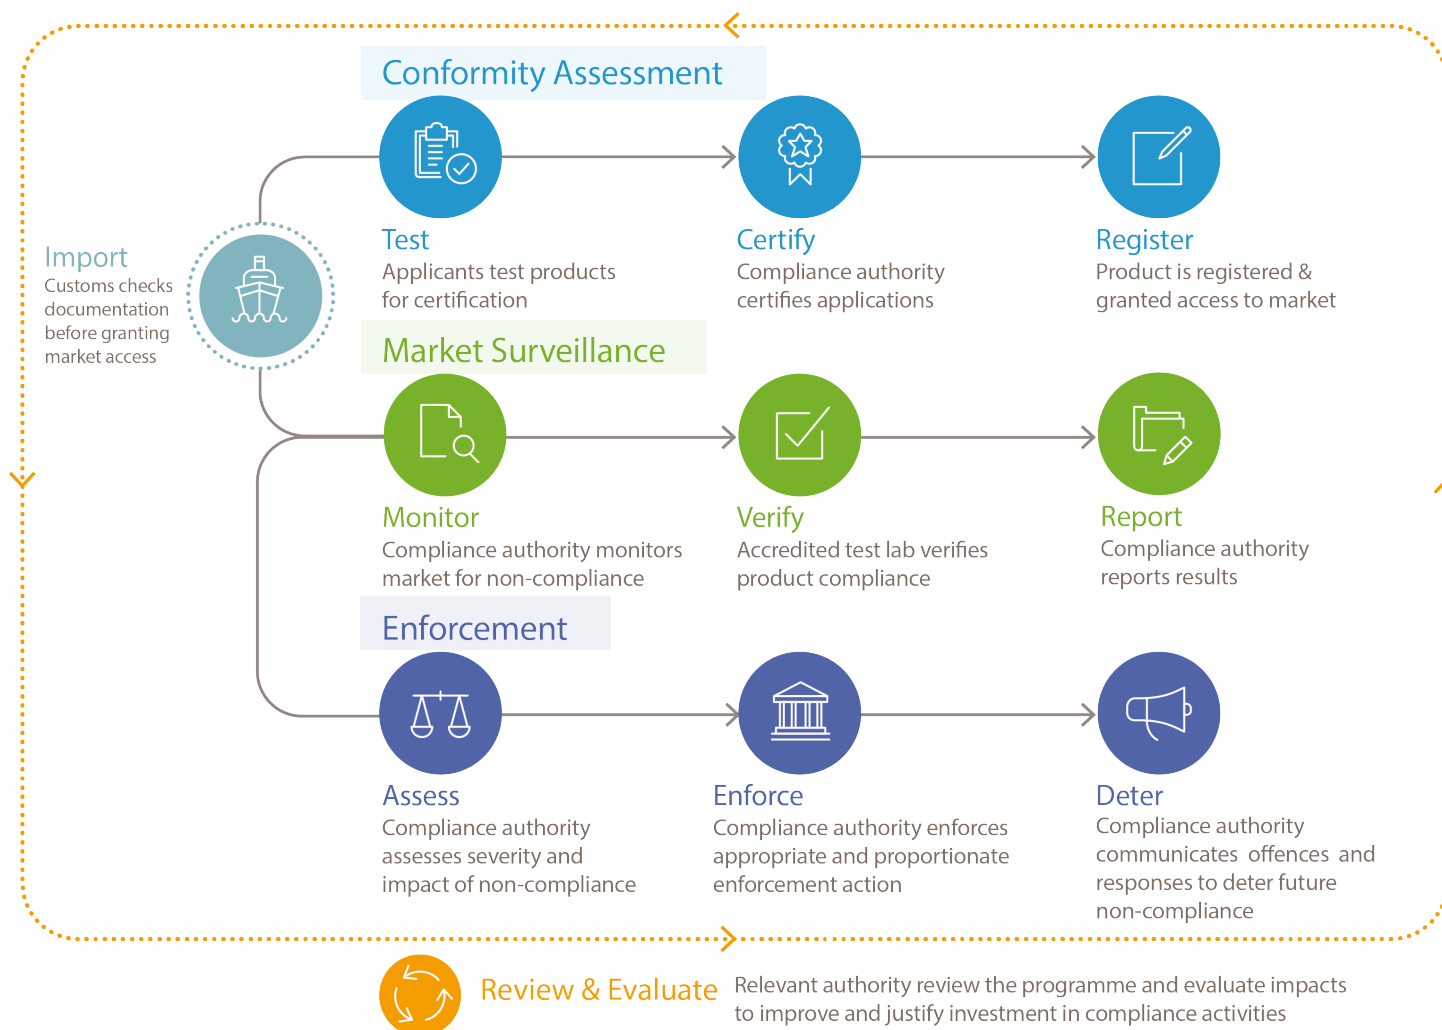 Conformity Assessment
Test
Applicants test products
for certification
Certify
Compliance authority
certifies applications
Register
Product is registered &
granted access to market
Import
Customs checks
documentation
before granting
market access
Market Surveillance
Monitor
Compliance authority monitors
market for non-compliance
Verify
Accredited test lab verifies
product compliance
Report
Compliance authority
reports results
Enforcement
Assess
Compliance authority
assesses severity and
impact of non-compliance
Enforce
Compliance authority enforces
appropriate and proportionate
enforcement action
Deter
Compliance authority
communicates offences and
responses to deter future
non-compliance
Review & Evaluate
Relevant authority review the programme and evaluate impacts
to improve and justify investment in compliance activities